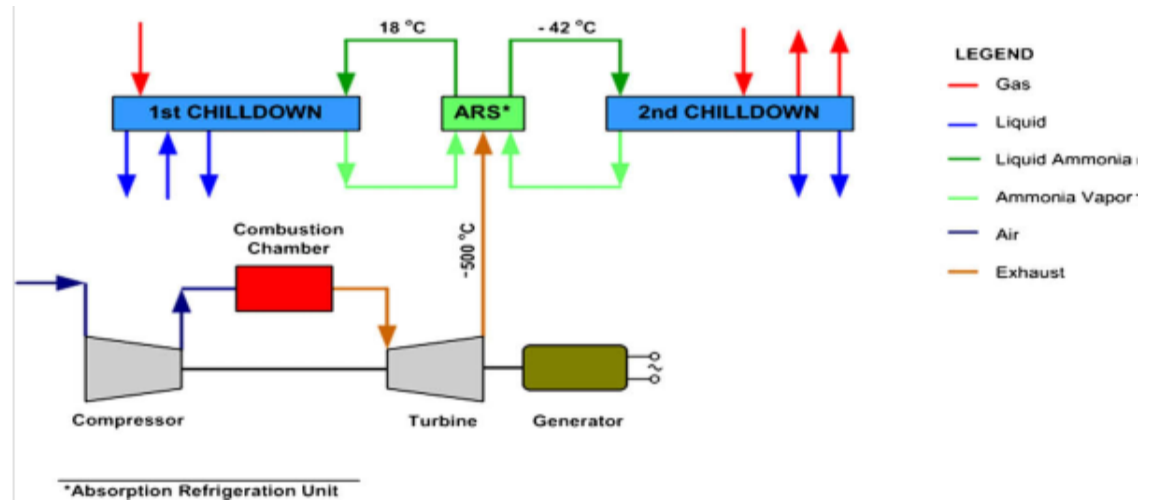 18 °C
- 42 °C
1st CHILLDOWN
ARS*
2nd CHILLDOWN
LEGEND
Gas
Liquid
Liquid Ammonia
Ammonia Vapor
Air
Exhaust
-500 °C
Combustion
Chamber
Compressor
Turbine
Generator
~
*Absorption Refrigeration Unit